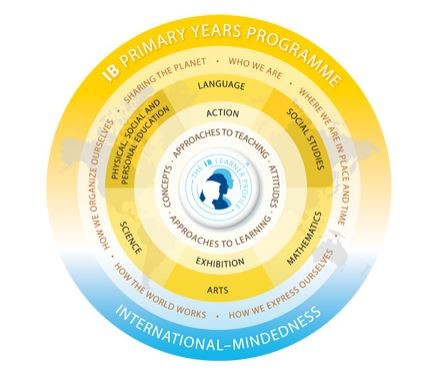 IB PRIMARY YEARS PROGRAMME
SHARING THE PLANET • WHO WE ARE • WHERE WE ARE IN PLACE AND TIME • HOW WE EXPRESS OURSELVES • HOW THE WORLD WORKS • HOW WE ORGANIZE OURSELVES
LANGUAGE
SOCIAL STUDIES
MATHEMATICS
ARTS
SCIENCE
PHYSICAL, SOCIAL AND
PERSONAL EDUCATION
ACTION
EXHIBITION
APPROACHES TO TEACHING • ATTITUDES • APPROACHES TO LEARNING • CONCEPTS •
THE IB LEARNER PROFILE
INTERNATIONAL-MINDEDNESS